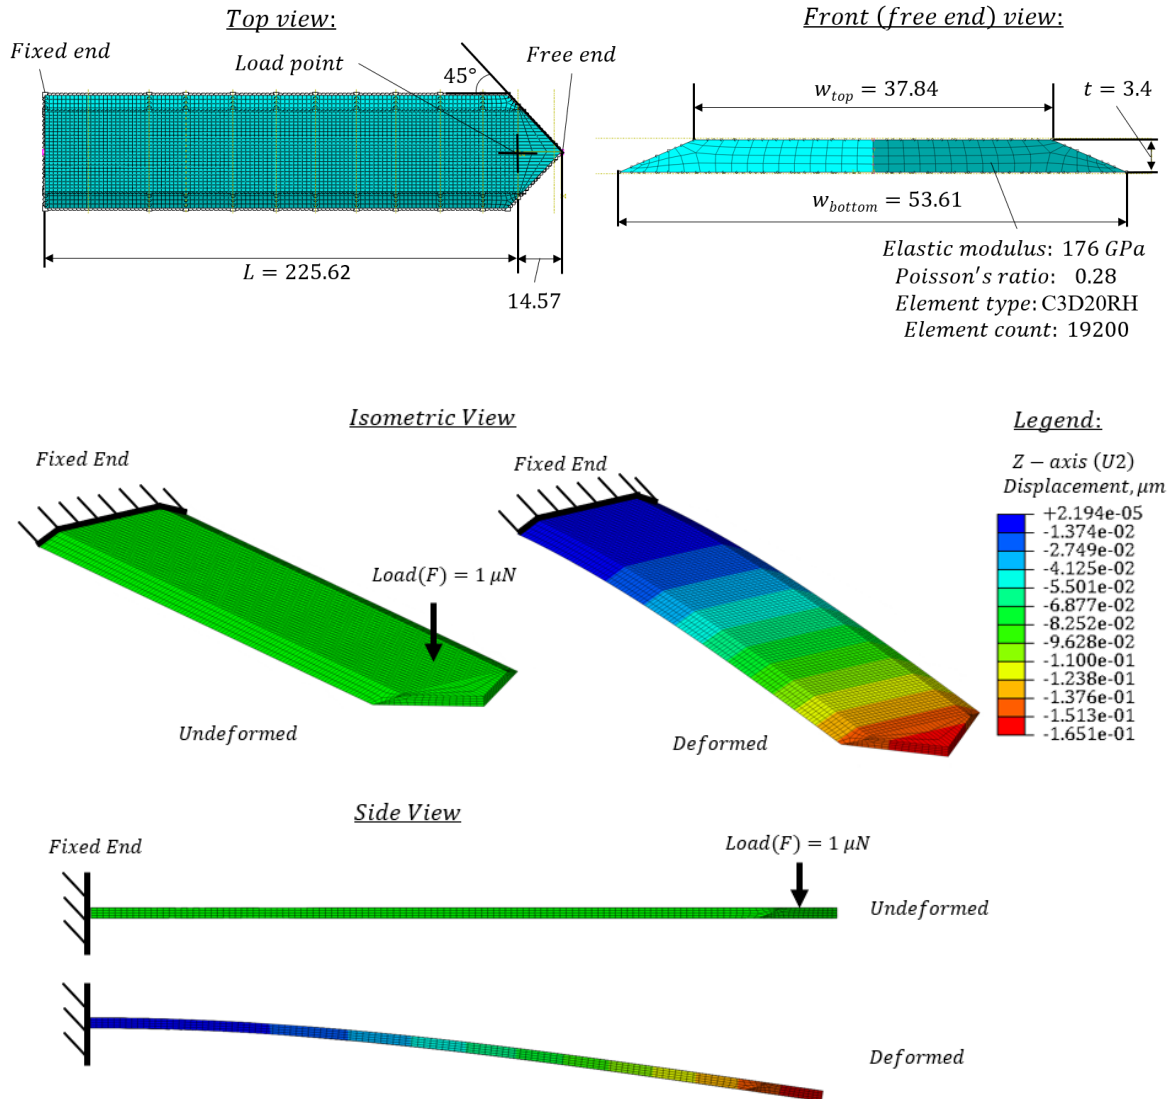 Top view:
Front (free end) view:
Fixed end
Load point
45°
Free end
w_top = 37.84
t = 3.4
w_bottom = 53.61
L = 225.62
14.57
Elastic modulus: 176 GPa
Poisson's ratio: 0.28
Element type: C3D20RH
Element count: 19200
Isometric View
Legend:
Fixed End
Fixed End
Z − axis (U2)
Displacement, μm
+2.194e-05
-1.374e-02
-2.749e-02
-4.125e-02
-5.501e-02
-6.877e-02
-8.252e-02
-9.628e-02
-1.100e-01
-1.238e-01
-1.376e-01
-1.513e-01
-1.651e-01
Load(F) = 1 μN
Undeformed
Deformed
Side View
Fixed End
Load(F) = 1 μN
Undeformed
Deformed